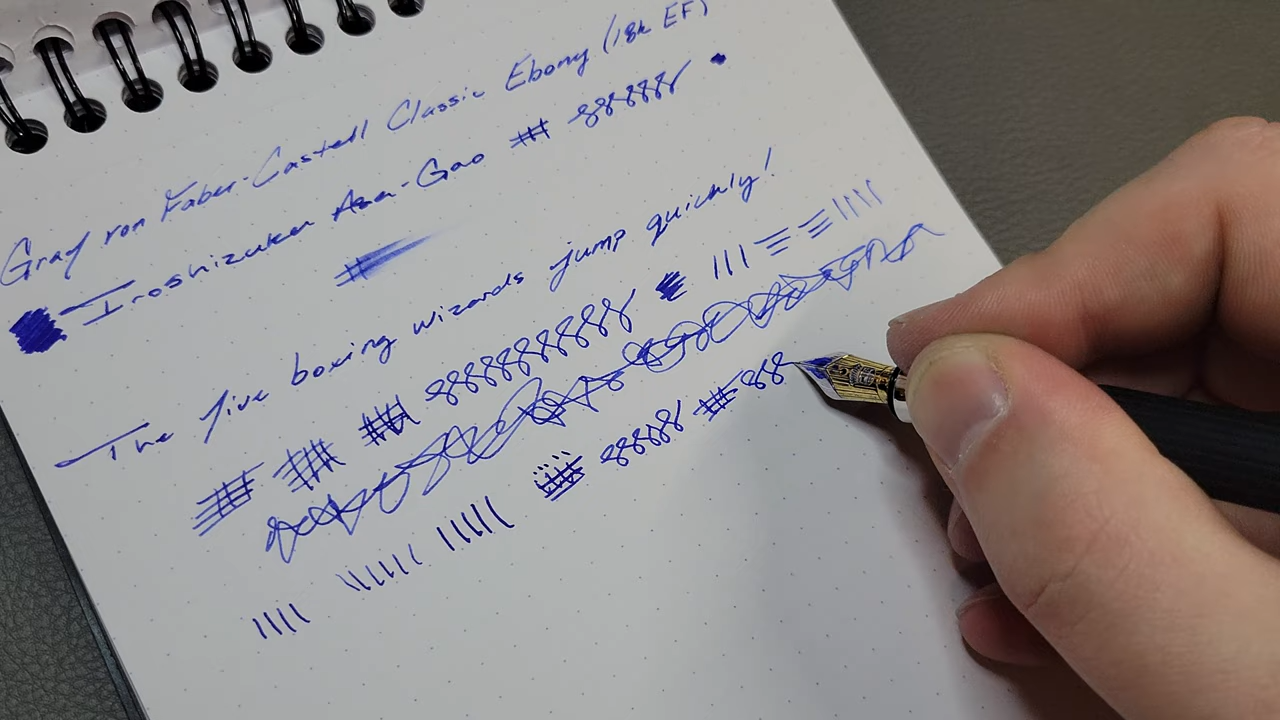 Graf von Faber-Castell Classic Ebony (18k EF)
Iroshizuku Asa-Gao
The five boxing wizards jump quickly!